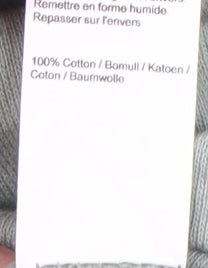 Remettre en forme humide.
Repasser sur l'envers
100% Cotton / Bomull / Katoen /
Coton / Baumwolle